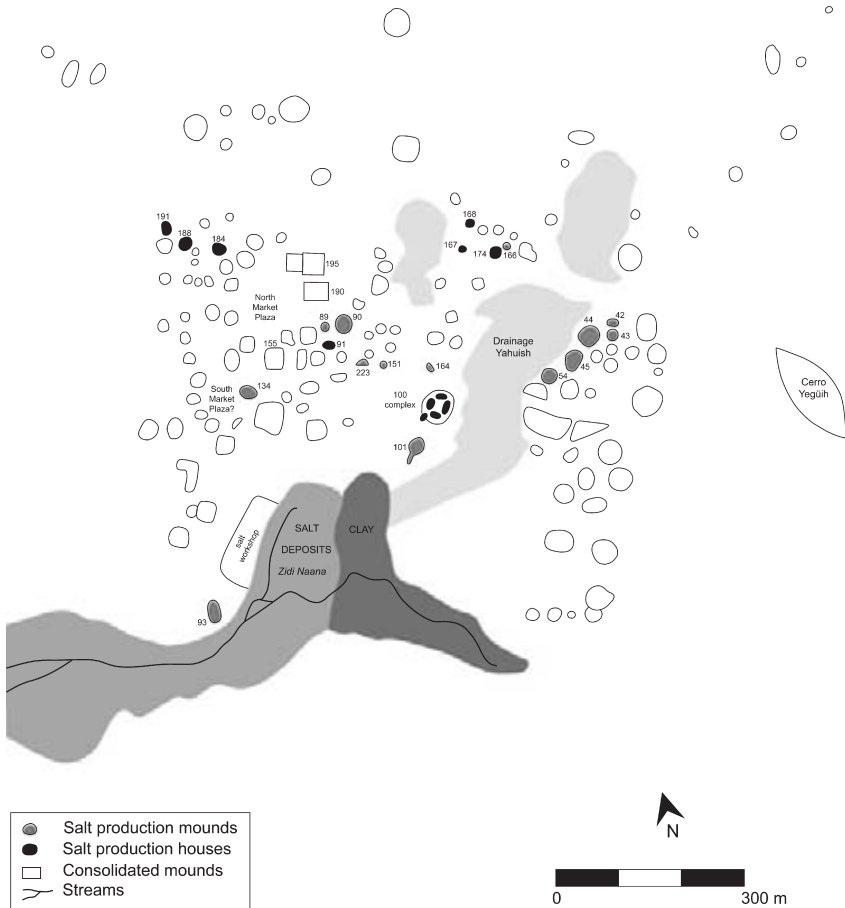 191
188
184
168
167
174
166
195
190
North
Market
Plaza
89
90
91
155
223
151
164
Drainage
Yahuish
44
42
43
45
54
Cerro
Yegüih
134
South
Market
Plaza?
100
complex
101
salt
workshop
SALT
DEPOSITS
Zidi Naana
CLAY
93
Salt production mounds
Salt production houses
Consolidated mounds
Streams
N
0
300 m